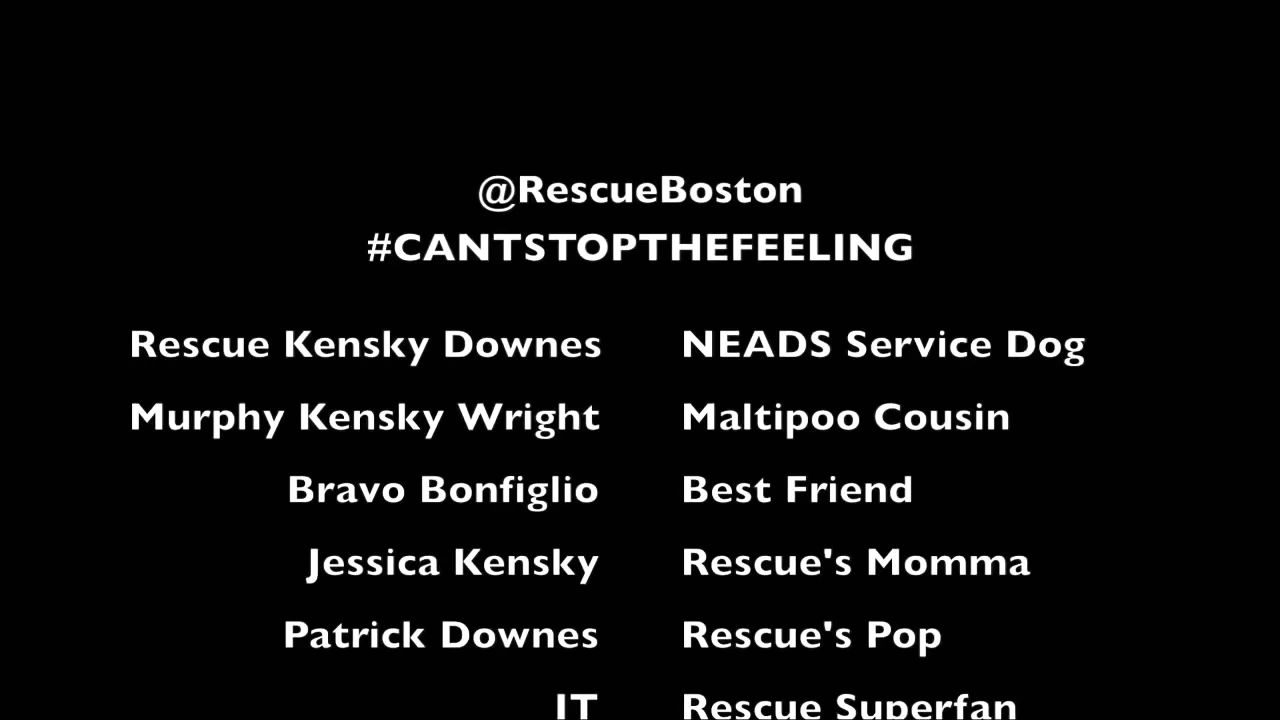 @RescueBoston
#CANTSTOPTHEFEELING
Rescue Kensky Downes NEADS Service Dog
Murphy Kensky Wright Maltipoo Cousin
Bravo Bonfiglio Best Friend
Jessica Kensky Rescue's Momma
Patrick Downes Rescue's Pop
IT Rescue Superfan